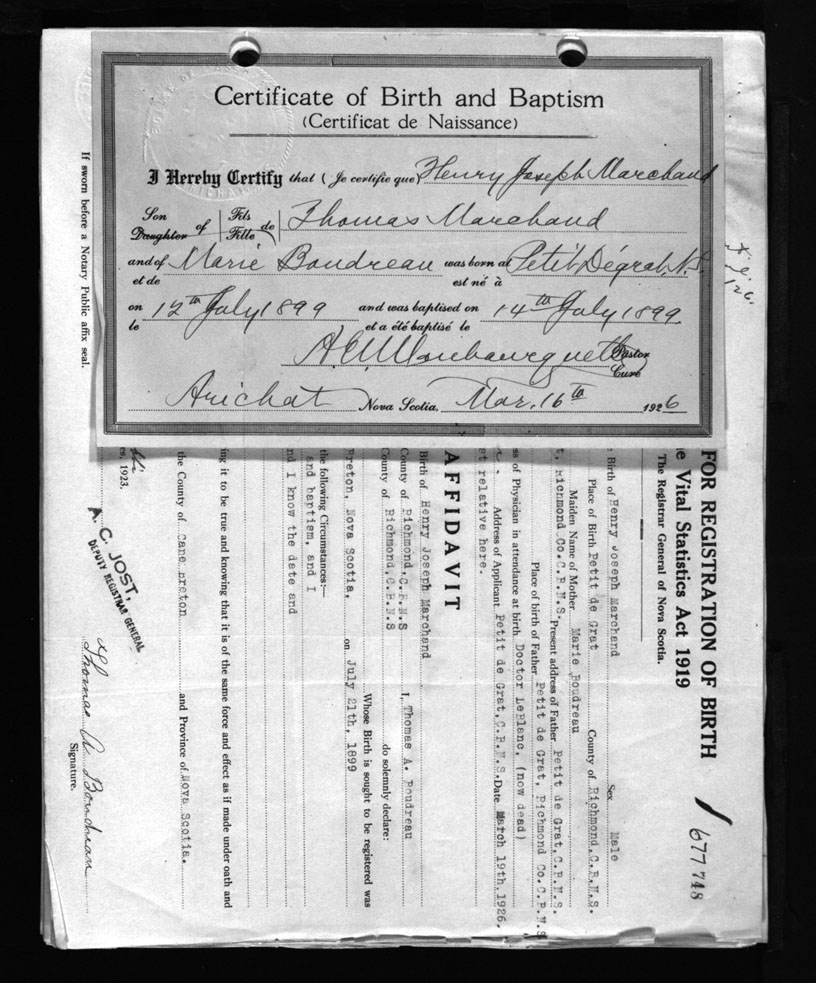 Certificate of Birth and Baptism
(Certificat de Naissance)
I Hereby Certify that (Je certifie que) Henry Joseph Marchand
Son Daughter of | Fils Fille de | Thomas Marchand
and of Marie Boudreau was born at Petit Dégrat, N.S.
et de est né à
on 12th July 1899 and was baptised on 14th July 1899
le et a été baptisé le
Pastor
Curé
Arichat Nova Scotia, Mar. 16th 1926
If sworn before a Notary Public affix seal.
FOR REGISTRATION OF BIRTH
e Vital Statistics Act 1919
The Registrar General of Nova Scotia.
677748
Birth of Henry Joseph Marchand Sex Male
Place of Birth Petit de Grat County of Richmond, C.B.N.S.
Maiden Name of Mother Marie Boudreau
t, Richmond Co. C.B.N.S. Present address of Father Petit de Grat, C.B.N.S.
Place of birth of Father Petit de Grat, Richmond Co. C.B.N.S
ss of Physician in attendance at birth Doctor LeBlanc, (now dead)
Address of Applicant Petit de Grat, C.B.N.S. Date March 19th, 1926.
st relative here.
AFFIDAVIT
Birth of Henry Joseph Marchand
County of Richmond, C.B.N.S I, Thomas A. Boudreau
County of Richmond, C.B.N.S do solemnly declare:
Whose Birth is sought to be registered was
Breton, Nova Scotia, on July 21th, 1899
the following Circumstances:—
and baptism, and I
nd I know the date and
ng it to be true and knowing that it is of the same force and effect as if made under oath and
the County of Cape Breton and Province of Nova Scotia.
es, 1923.
A. C. JOST,
DEPUTY REGISTRAR GENERAL
Thomas A Boudreau
Signature.